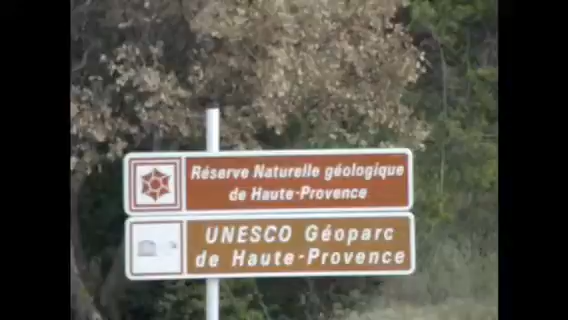 Réserve Naturelle géologique
de Haute-Provence
UNESCO Géoparc
de Haute-Provence